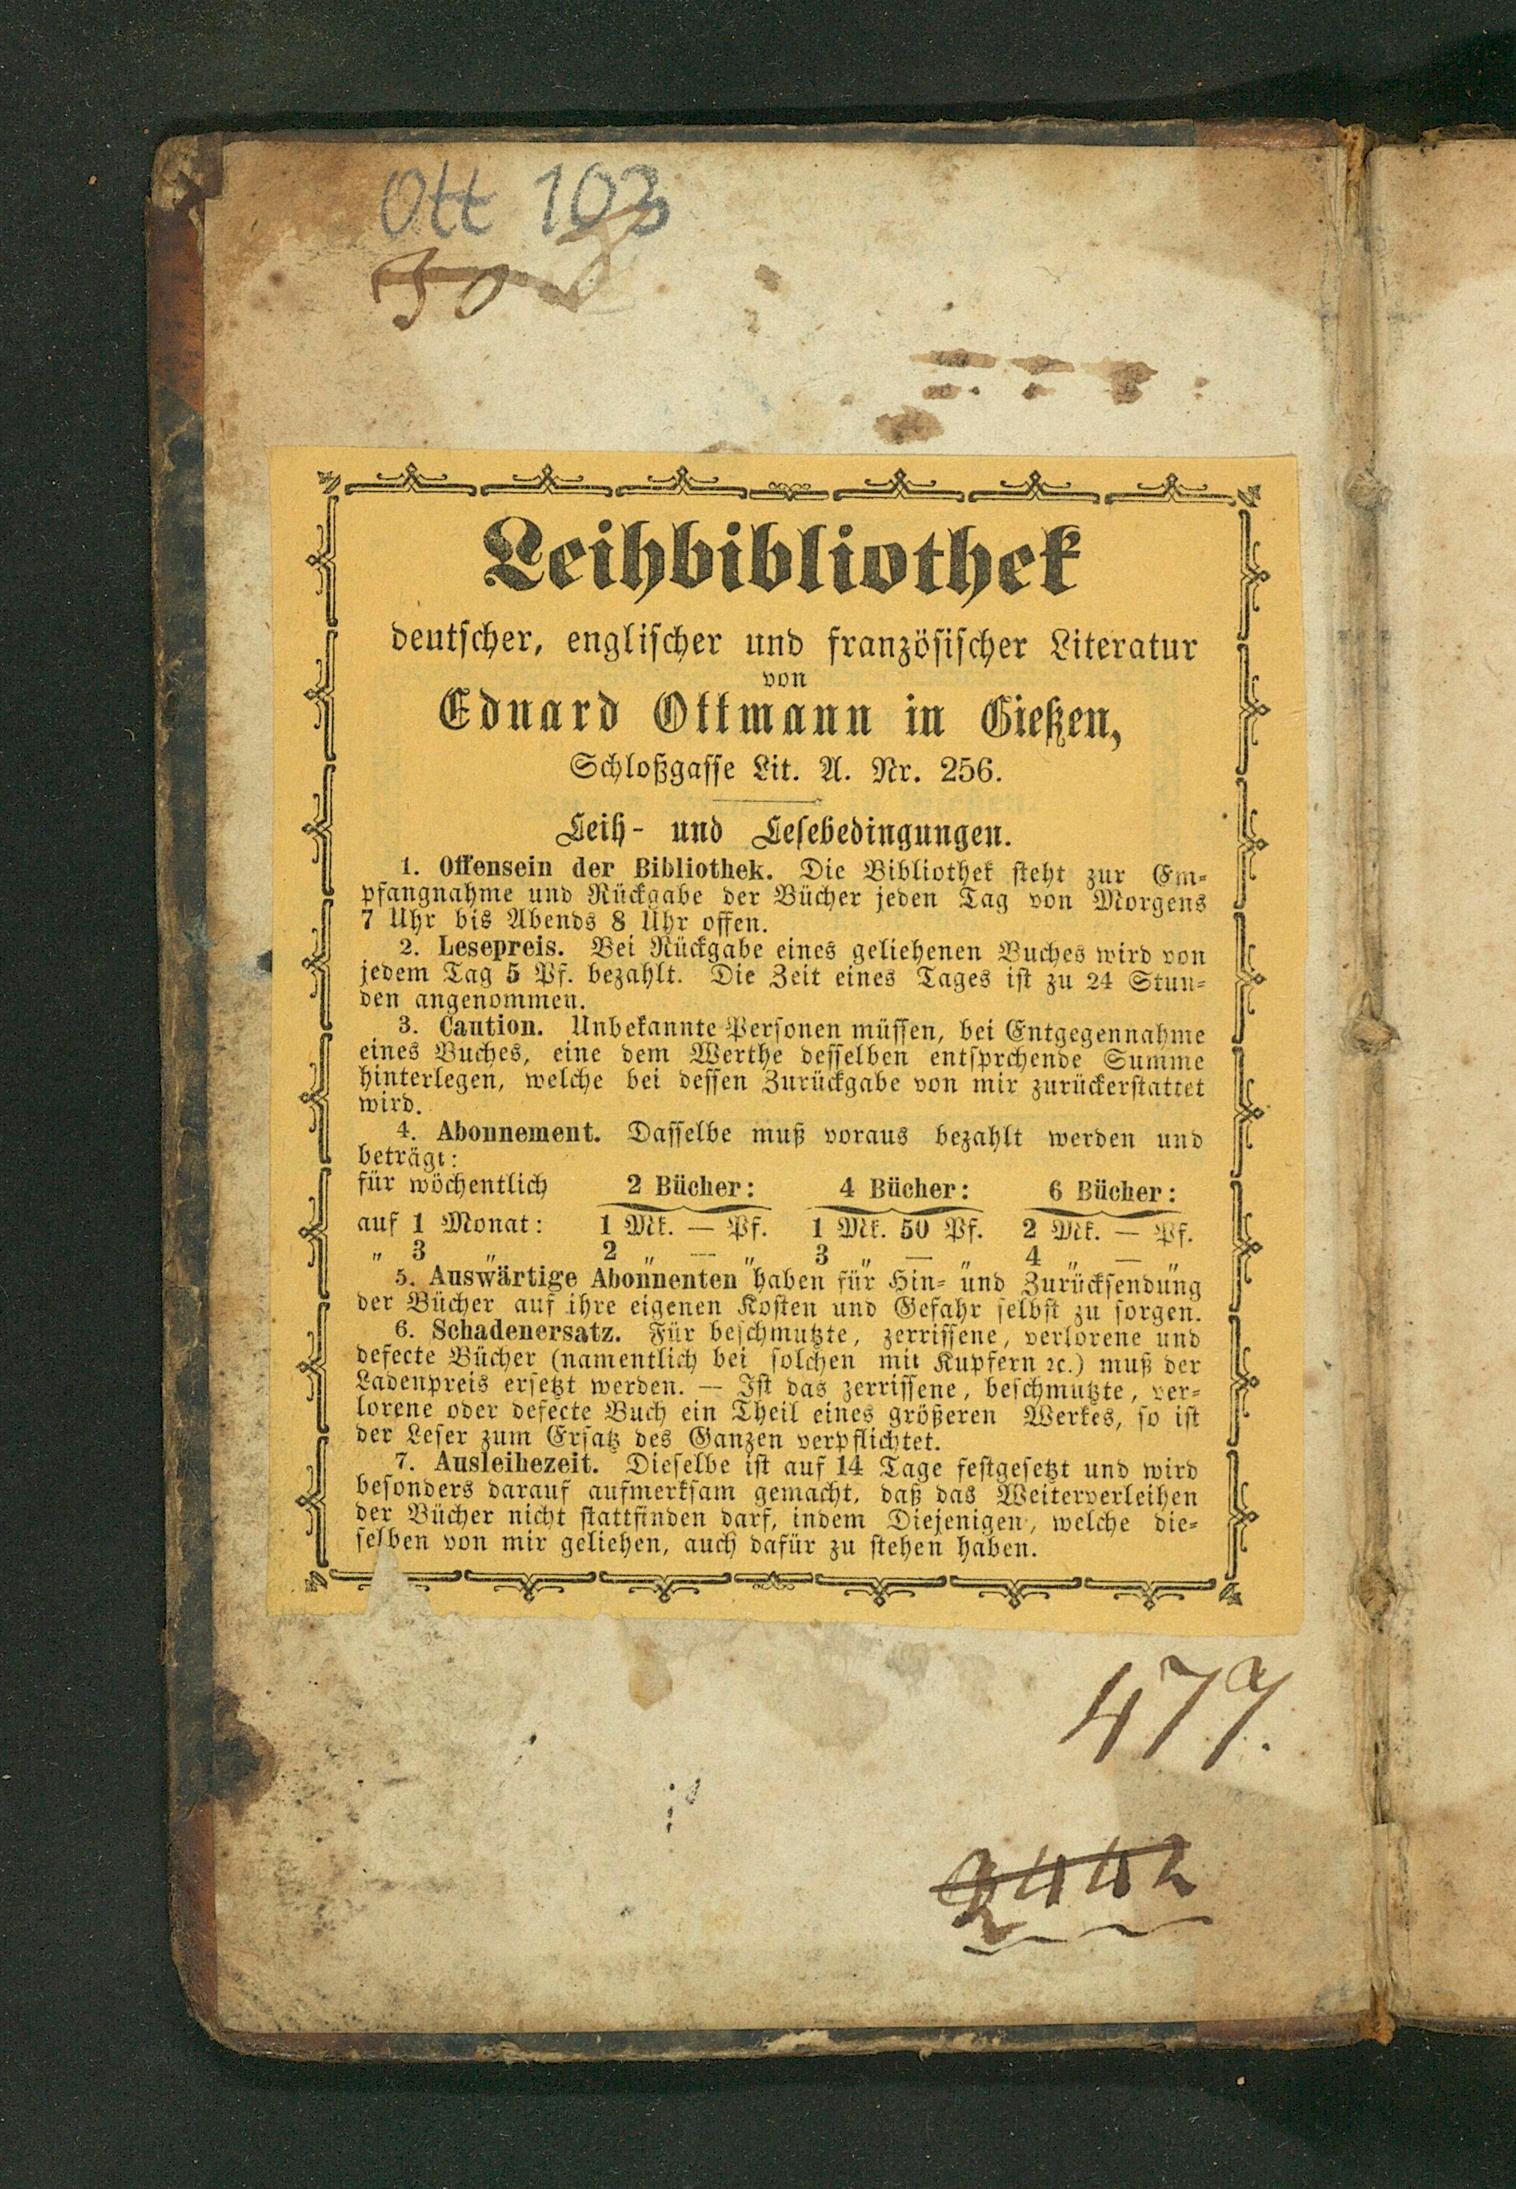 Ott 103
Leihbibliothek
deutscher, englischer und französischer Literatur
von
Eduard Ottmann in Gießen,
Schloßgasse Lit. A. Nr. 256.
Leih- und Lesebedingungen.
1. Offensein der Bibliothek. Die Bibliothek steht zur Em-
pfangnahme und Rückgabe der Bücher jeden Tag von Morgens
7 Uhr bis Abends 8 Uhr offen.
2. Lesepreis. Bei Rückgabe eines geliehenen Buches wird von
jedem Tag 5 Pf. bezahlt. Die Zeit eines Tages ist zu 24 Stun-
den angenommen.
3. Caution. Unbekannte Personen müssen, bei Entgegennahme
eines Buches, eine dem Werthe desselben entsprchende Summe
hinterlegen, welche bei dessen Zurückgabe von mir zurückerstattet
wird.
4. Abonnement. Dasselbe muß voraus bezahlt werden und
beträgt:
für wöchentlich 2 Bücher: 4 Bücher: 6 Bücher:
auf 1 Monat: 1 Mk. — Pf. 1 Mk. 50 Pf. 2 Mk. — Pf.
„ 3 „ 2 „ — „ 3 „ — „ 4 „ — „
5. Auswärtige Abonnenten haben für Hin- und Zurücksendung
der Bücher auf ihre eigenen Kosten und Gefahr selbst zu sorgen.
6. Schadenersatz. Für beschmutzte, zerrissene, verlorene und
defecte Bücher (namentlich bei solchen mit Kupfern ꝛc.) muß der
Ladenpreis ersetzt werden. — Ist das zerrissene, beschmutzte, ver-
lorene oder defecte Buch ein Theil eines größeren Werkes, so ist
der Leser zum Ersatz des Ganzen verpflichtet.
7. Ausleihezeit. Dieselbe ist auf 14 Tage festgesetzt und wird
besonders darauf aufmerksam gemacht, daß das Weiterverleihen
der Bücher nicht stattfinden darf, indem Diejenigen, welche die-
selben von mir geliehen, auch dafür zu stehen haben.
477.